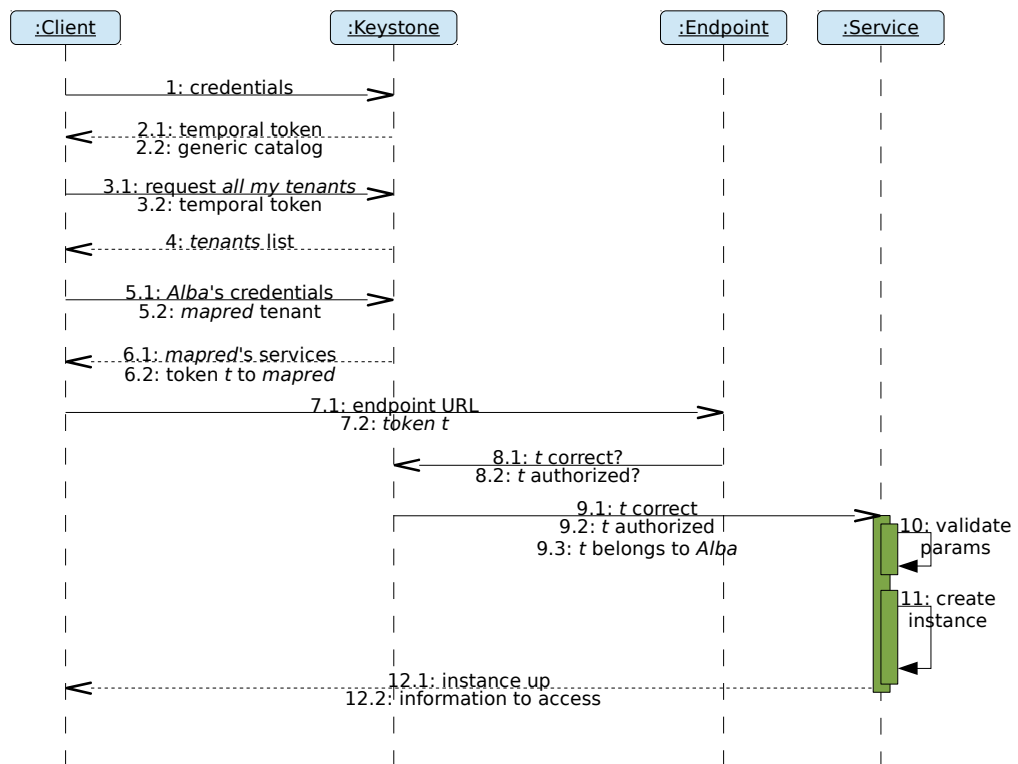 :Client
:Keystone
:Endpoint
:Service
1: credentials
2.1: temporal token
2.2: generic catalog
3.1: request all my tenants
3.2: temporal token
4: tenants list
5.1: Alba's credentials
5.2: mapred tenant
6.1: mapred's services
6.2: token t to mapred
7.1: endpoint URL
7.2: token t
8.1: t correct?
8.2: t authorized?
9.1: t correct
9.2: t authorized
9.3: t belongs to Alba
10: validate
params
11: create
instance
12.1: instance up
12.2: information to access